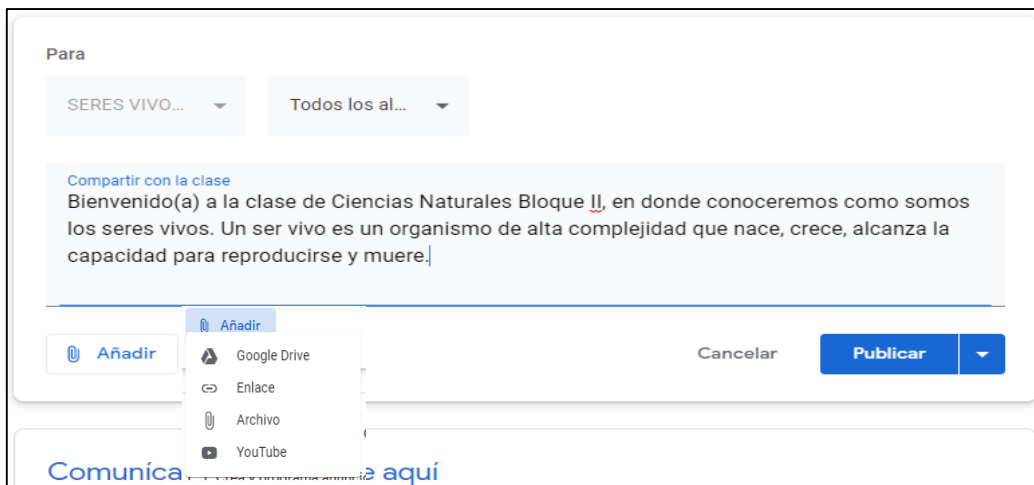 Para
SERES VIVO... Todos los al...
Compartir con la clase
Bienvenido(a) a la clase de Ciencias Naturales Bloque II, en donde conoceremos como somos
los seres vivos. Un ser vivo es un organismo de alta complejidad que nace, crece, alcanza la
capacidad para reproducirse y muere.
Añadir
Añadir Cancelar Publicar
Google Drive
Enlace
Archivo
YouTube
Comuníca e aquí